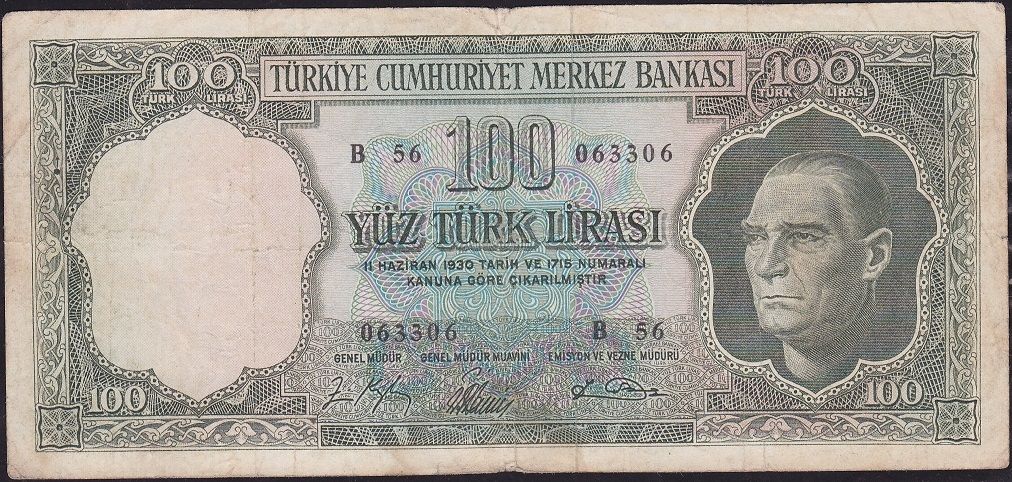 100 TÜRK LİRASI
TÜRKİYE CUMHURİYET MERKEZ BANKASI
100 TÜRK LİRASI
B 56 100 063306
YÜZ TÜRK LİRASI
11 HAZİRAN 1930 TARİH VE 1715 NUMARALI
KANUNA GÖRE ÇIKARILMIŞTIR
063306 B 56
GENEL MÜDÜR GENEL MÜDÜR MUAVİNİ EMİSYON VE VEZNE MÜDÜRÜ
100 100